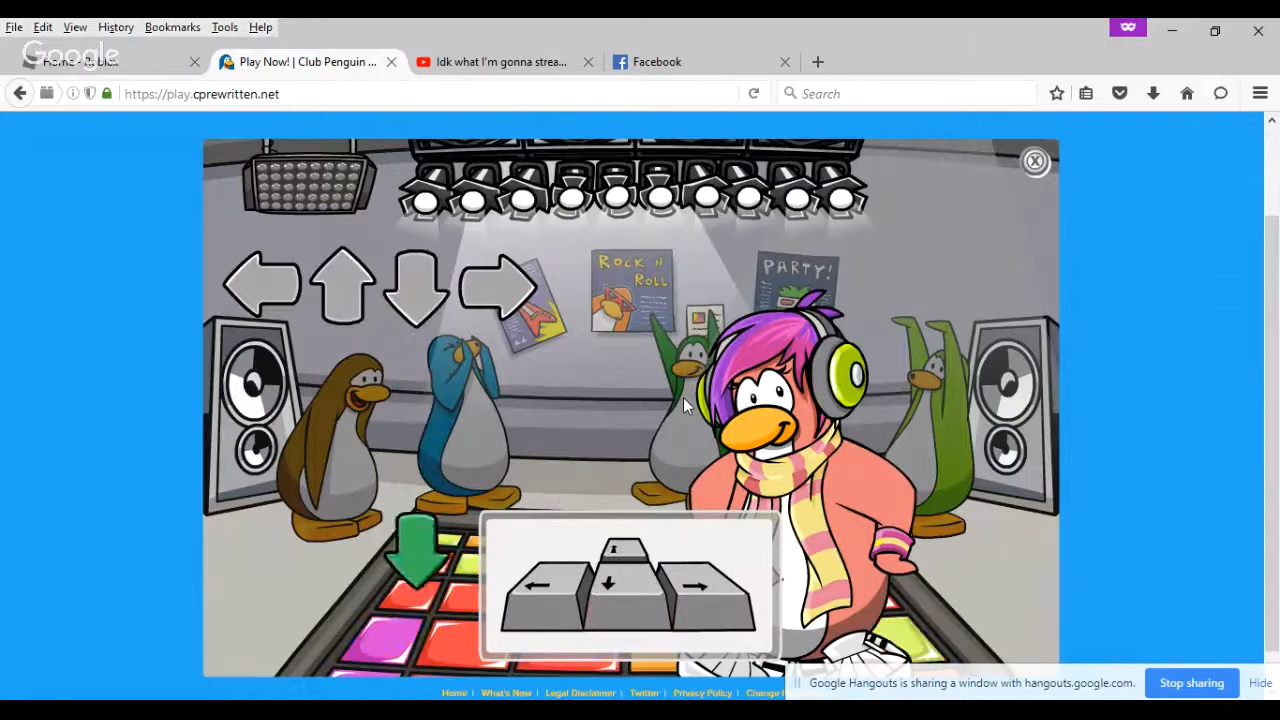 File Edit View History Bookmarks Tools Help
Google
Play Now! | Club Penguin ...
Idk what I'm gonna strea...
Facebook
https://play.cprewritten.net
Search
ROCK N
ROLL
PARTY!
Home | What's New | Legal Disclaimer | Twitter | Privacy Policy |
Google Hangouts is sharing a window with hangouts.google.com.
Stop sharing
Hide